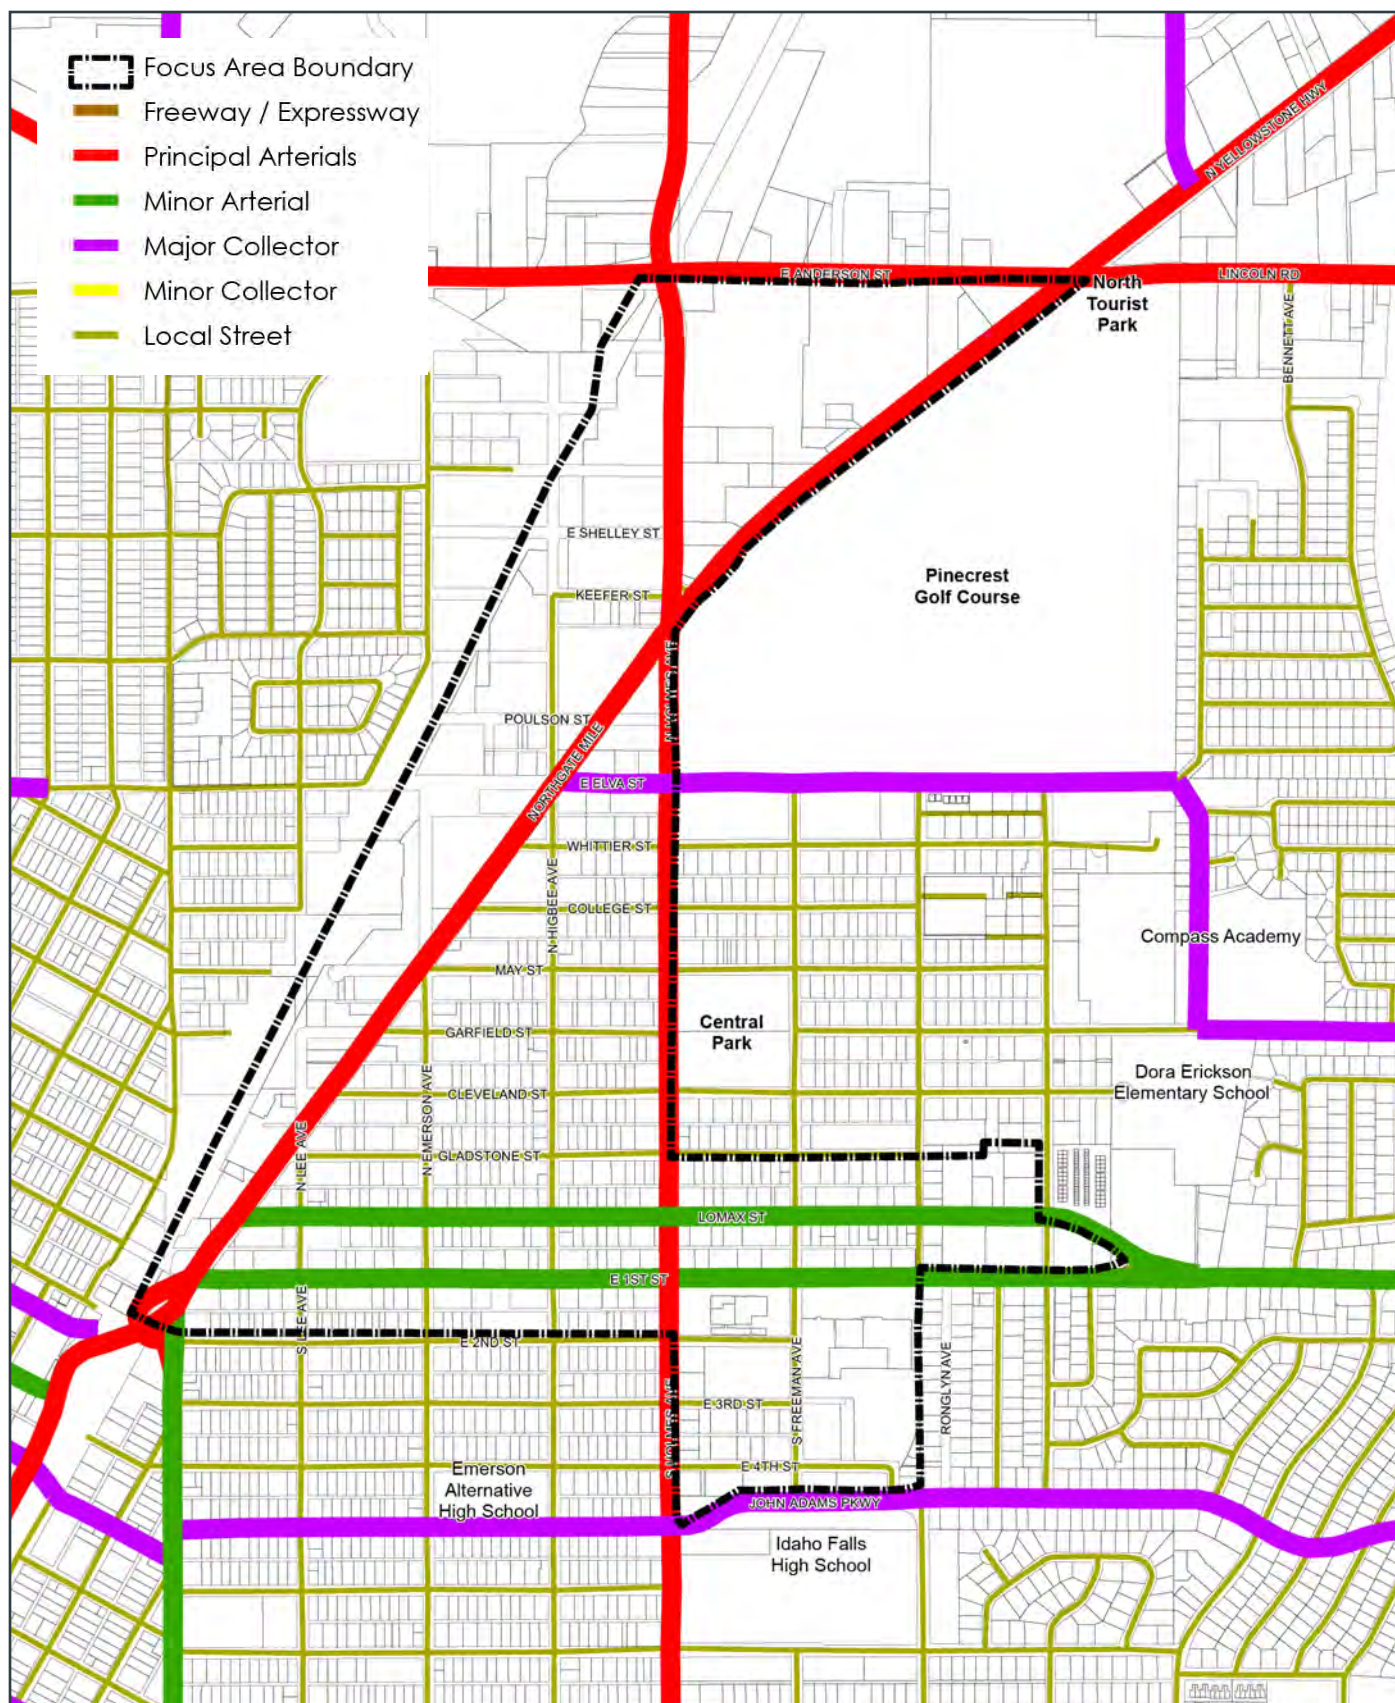 Focus Area Boundary
Freeway / Expressway
Principal Arterials
Minor Arterial
Major Collector
Minor Collector
Local Street
N YELLOWSTONE HWY
E ANDERSON ST
LINCOLN RD
North
Tourist
Park
BENNETT AVE
E SHELLEY ST
Pinecrest
Golf Course
KEEFER ST
N HOLMES AVE
POULSON ST
NORTHGATE MILE
E ELVA ST
WHITTIER ST
N HIGBEE AVE
COLLEGE ST
Compass Academy
MAY ST
Central
Park
GARFIELD ST
Dora Erickson
Elementary School
CLEVELAND ST
N EMERSON AVE
N LEE AVE
GLADSTONE ST
LOMAX ST
E 1ST ST
S LEE AVE
E 2ND ST
S FREEMAN AVE
RONGLYN AVE
E 3RD ST
S HOLMES AVE
E 4TH ST
Emerson
Alternative
High School
JOHN ADAMS PKWY
Idaho Falls
High School